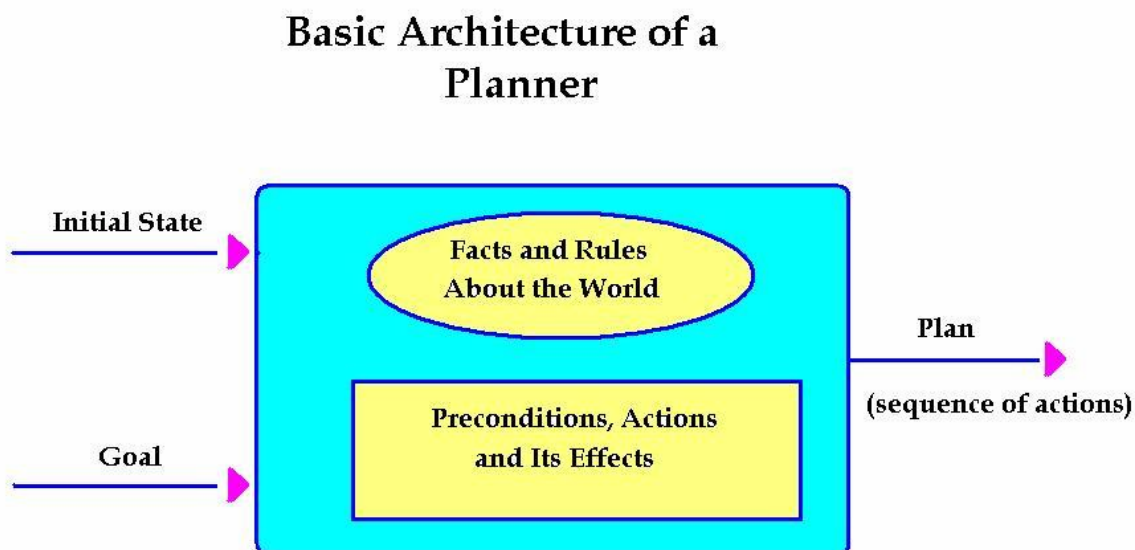 Basic Architecture of a
Planner
Initial State
Facts and Rules
About the World
Plan
(sequence of actions)
Preconditions, Actions
and Its Effects
Goal